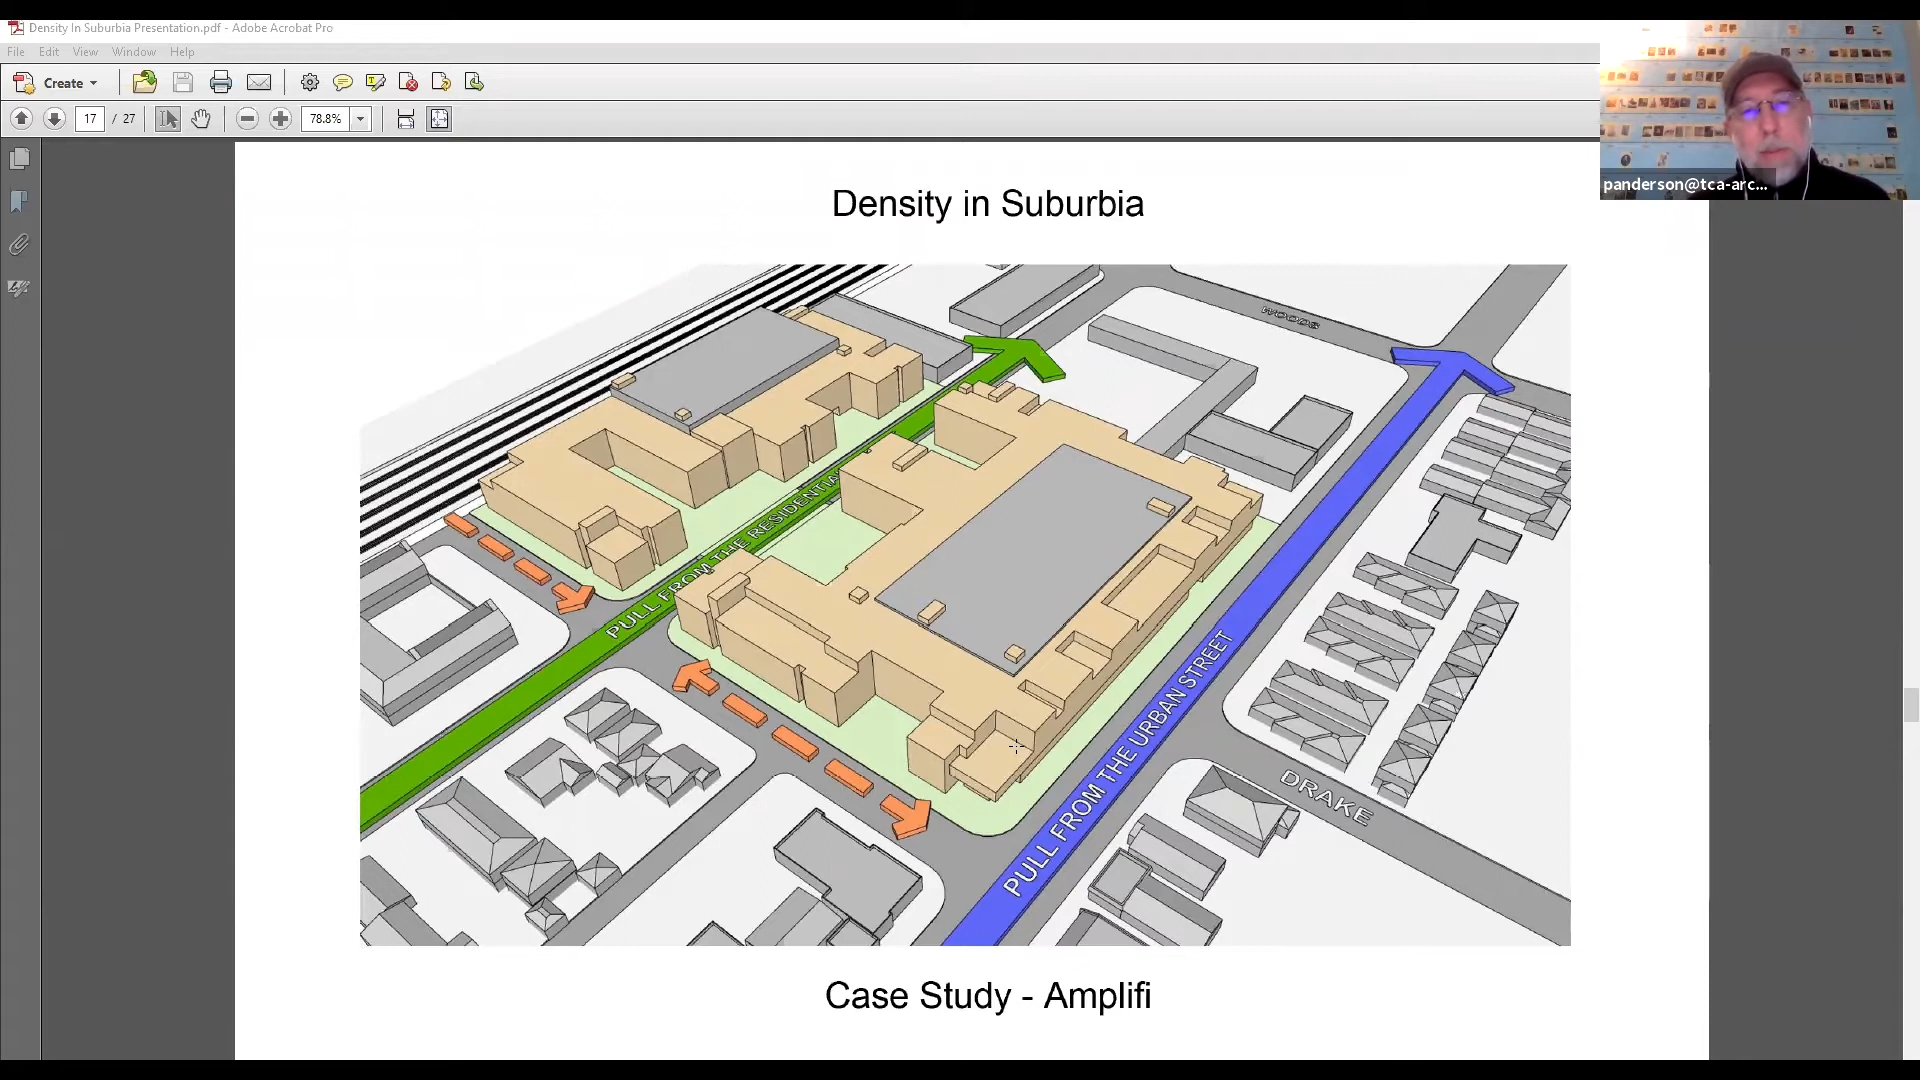 Density In Suburbia Presentation.pdf - Adobe Acrobat Pro
File Edit View Window Help
Create
17 / 27 78.8%
panderson@tca-arc...
Density in Suburbia
WOODS
PULL FROM THE RESIDENTIA
PULL FROM THE URBAN STREET
DRAKE
Case Study - Amplifi